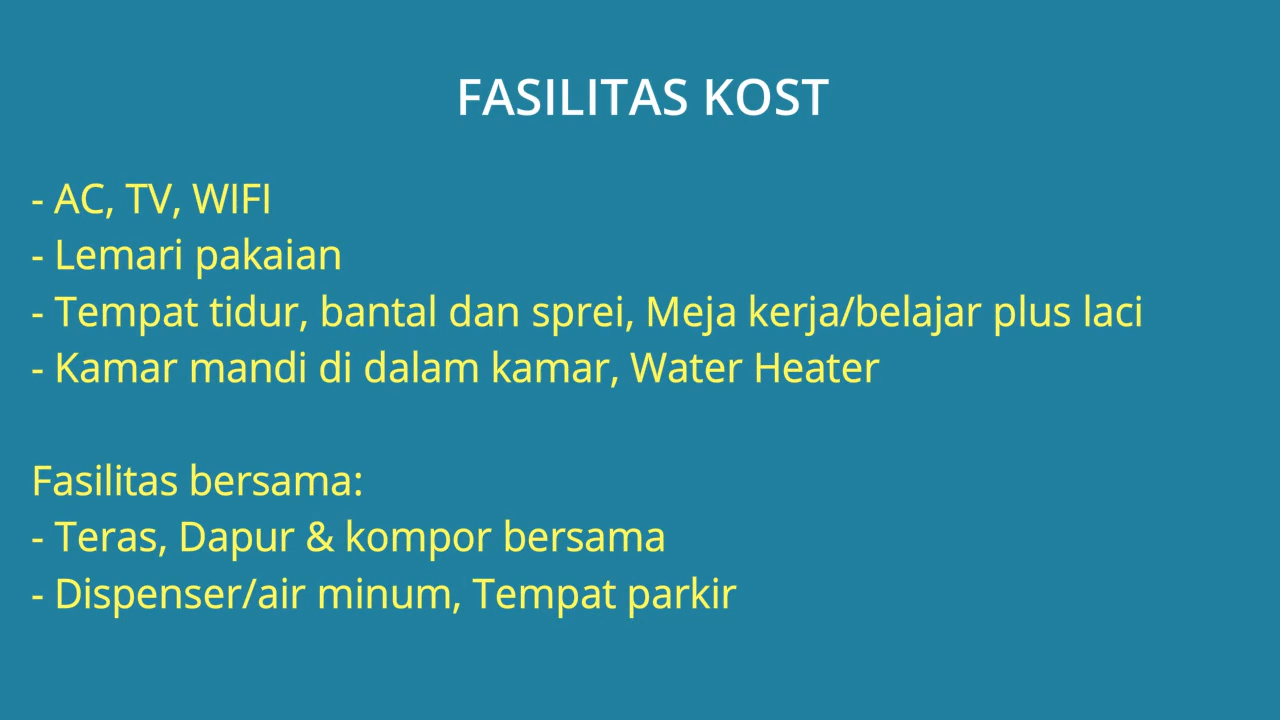 FASILITAS KOST
- AC, TV, WIFI
- Lemari pakaian
- Tempat tidur, bantal dan sprei, Meja kerja/belajar plus laci
- Kamar mandi di dalam kamar, Water Heater
Fasilitas bersama:
- Teras, Dapur & kompor bersama
- Dispenser/air minum, Tempat parkir